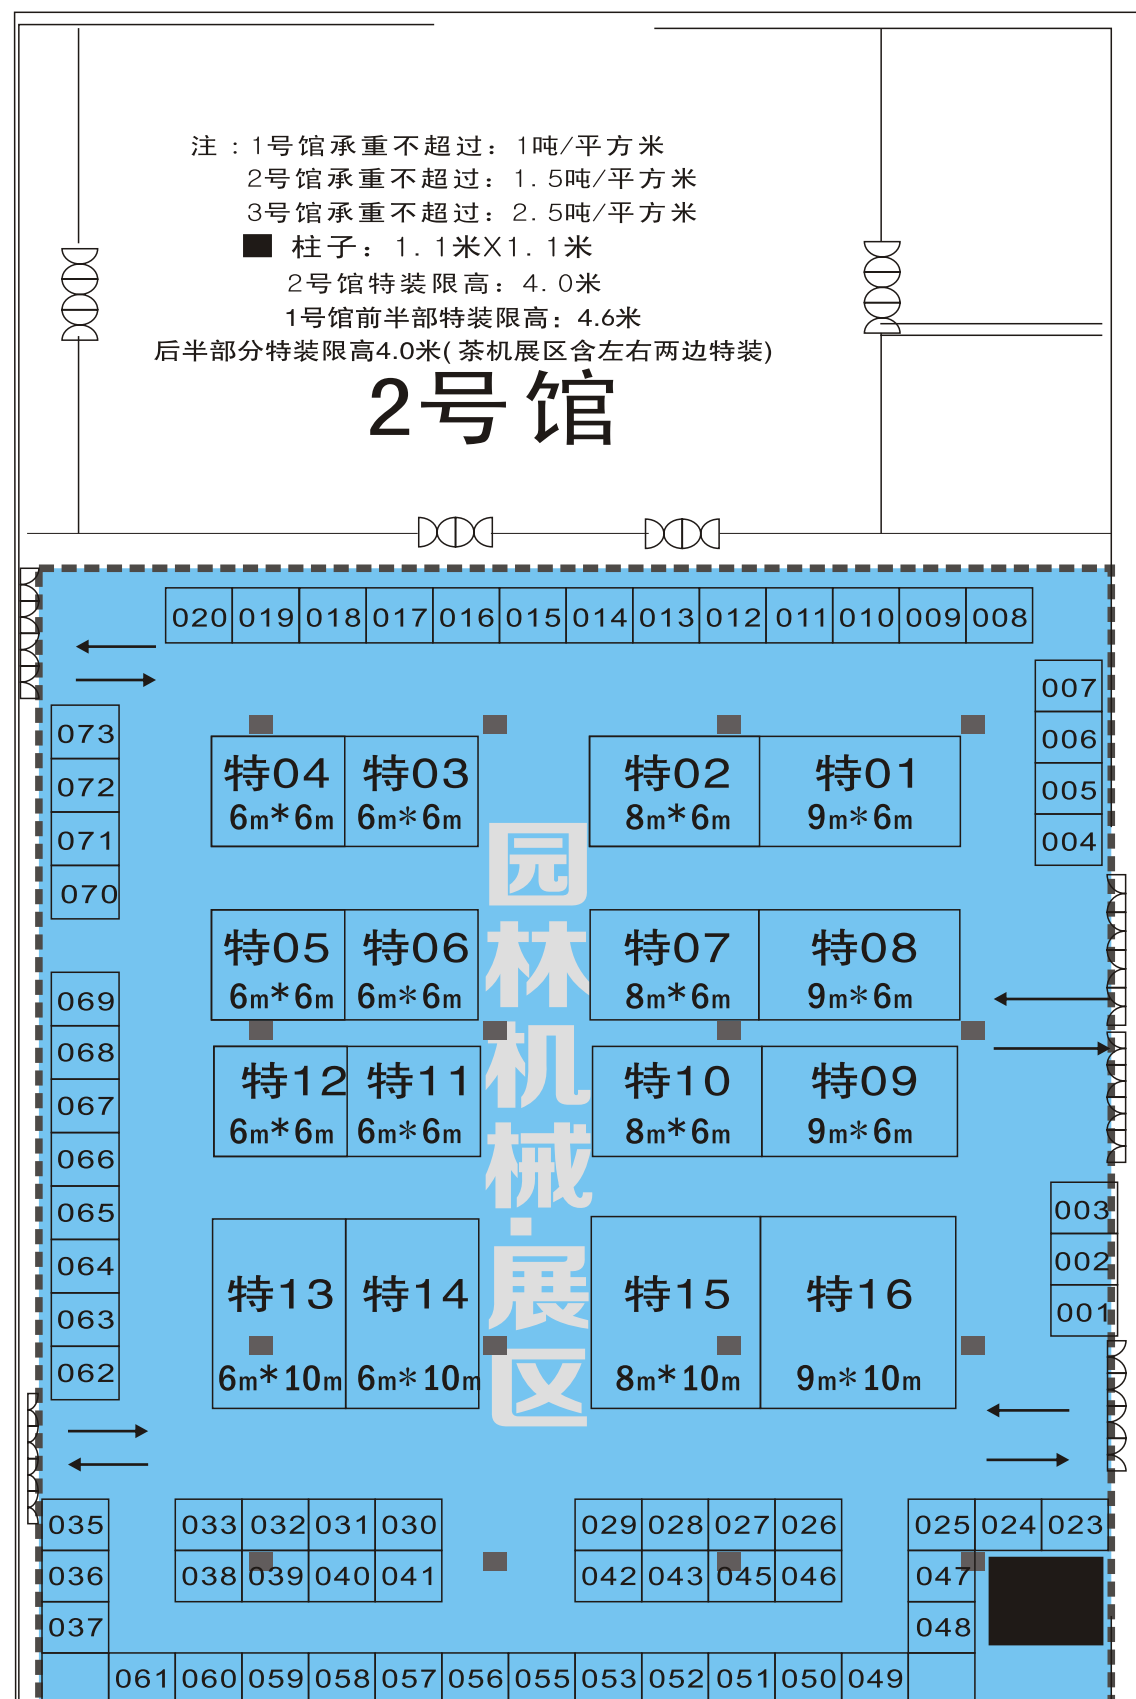 注：1号馆承重不超过：1吨/平方米
2号馆承重不超过：1.5吨/平方米
3号馆承重不超过：2.5吨/平方米
柱子：1.1米X1.1米
2号馆特装限高：4.0米
1号馆前半部特装限高：4.6米
后半部分特装限高4.0米(茶机展区含左右两边特装)
2号馆
020 019 018 017 016 015 014 013 012 011 010 009 008
007
006
005
004
073
072
071
070
特04 特03 特02 特01
6m*6m 6m*6m 8m*6m 9m*6m
园林机械·展区
特05 特06 特07 特08
6m*6m 6m*6m 8m*6m 9m*6m
069
068
067
066
065
064
063
062
特12 特11 特10 特09
6m*6m 6m*6m 8m*6m 9m*6m
003
002
001
特13 特14 特15 特16
6m*10m 6m*10m 8m*10m 9m*10m
035 033 032 031 030 029 028 027 026 025 024 023
036 038 039 040 041 042 043 045 046 047
037 048
061 060 059 058 057 056 055 053 052 051 050 049